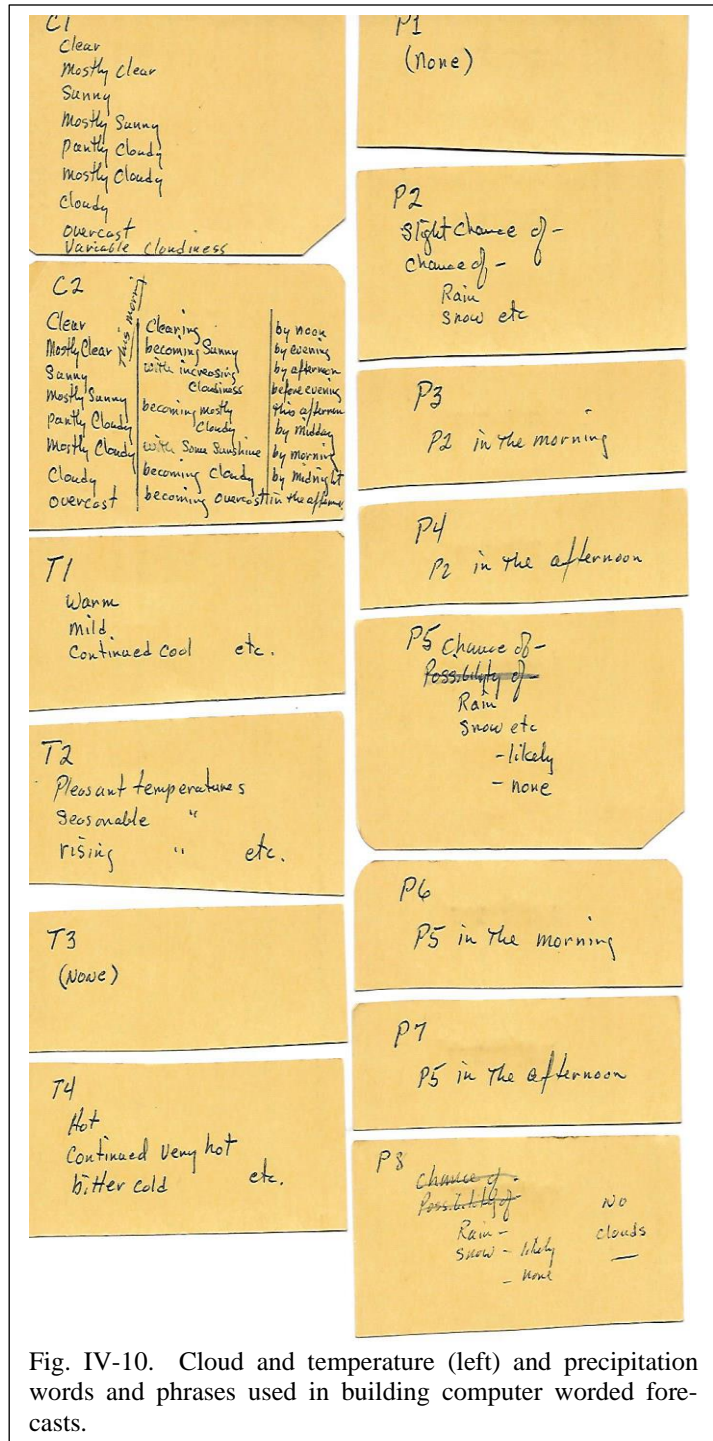 C1
Clear
Mostly Clear
Sunny
Mostly Sunny
Partly Cloudy
Mostly Cloudy
Cloudy
Overcast
Variable Cloudiness
C2
This morning
Clear
Mostly Clear
Sunny
Mostly Sunny
Partly Cloudy
Mostly Cloudy
Cloudy
Overcast
Clearing
becoming Sunny
with increasing
Cloudiness
becoming mostly
Cloudy
with Some Sunshine
becoming cloudy
becoming overcast
by noon
by evening
by afternoon
before evening
this afternoon
by midday
by morning
by midnight
in the afternoon
T1
Warm
Mild
Continued Cool etc.
T2
Pleasant temperatures
Seasonable "
rising " etc.
T3
(None)
T4
Hot
Continued very hot
bitter cold etc.
P1
(None)
P2
Slight Chance of -
Chance of -
Rain
Snow etc
P3
P2 in the morning
P4
P2 in the afternoon
P5 Chance of -
Possibility of -
Rain
Snow etc
- likely
- none
P6
P5 in the morning
P7
P5 in the afternoon
P8
Chance of -
Possibility of
Rain -
Snow - likely
- none
No
clouds
Fig. IV-10. Cloud and temperature (left) and precipitation
words and phrases used in building computer worded fore-
casts.